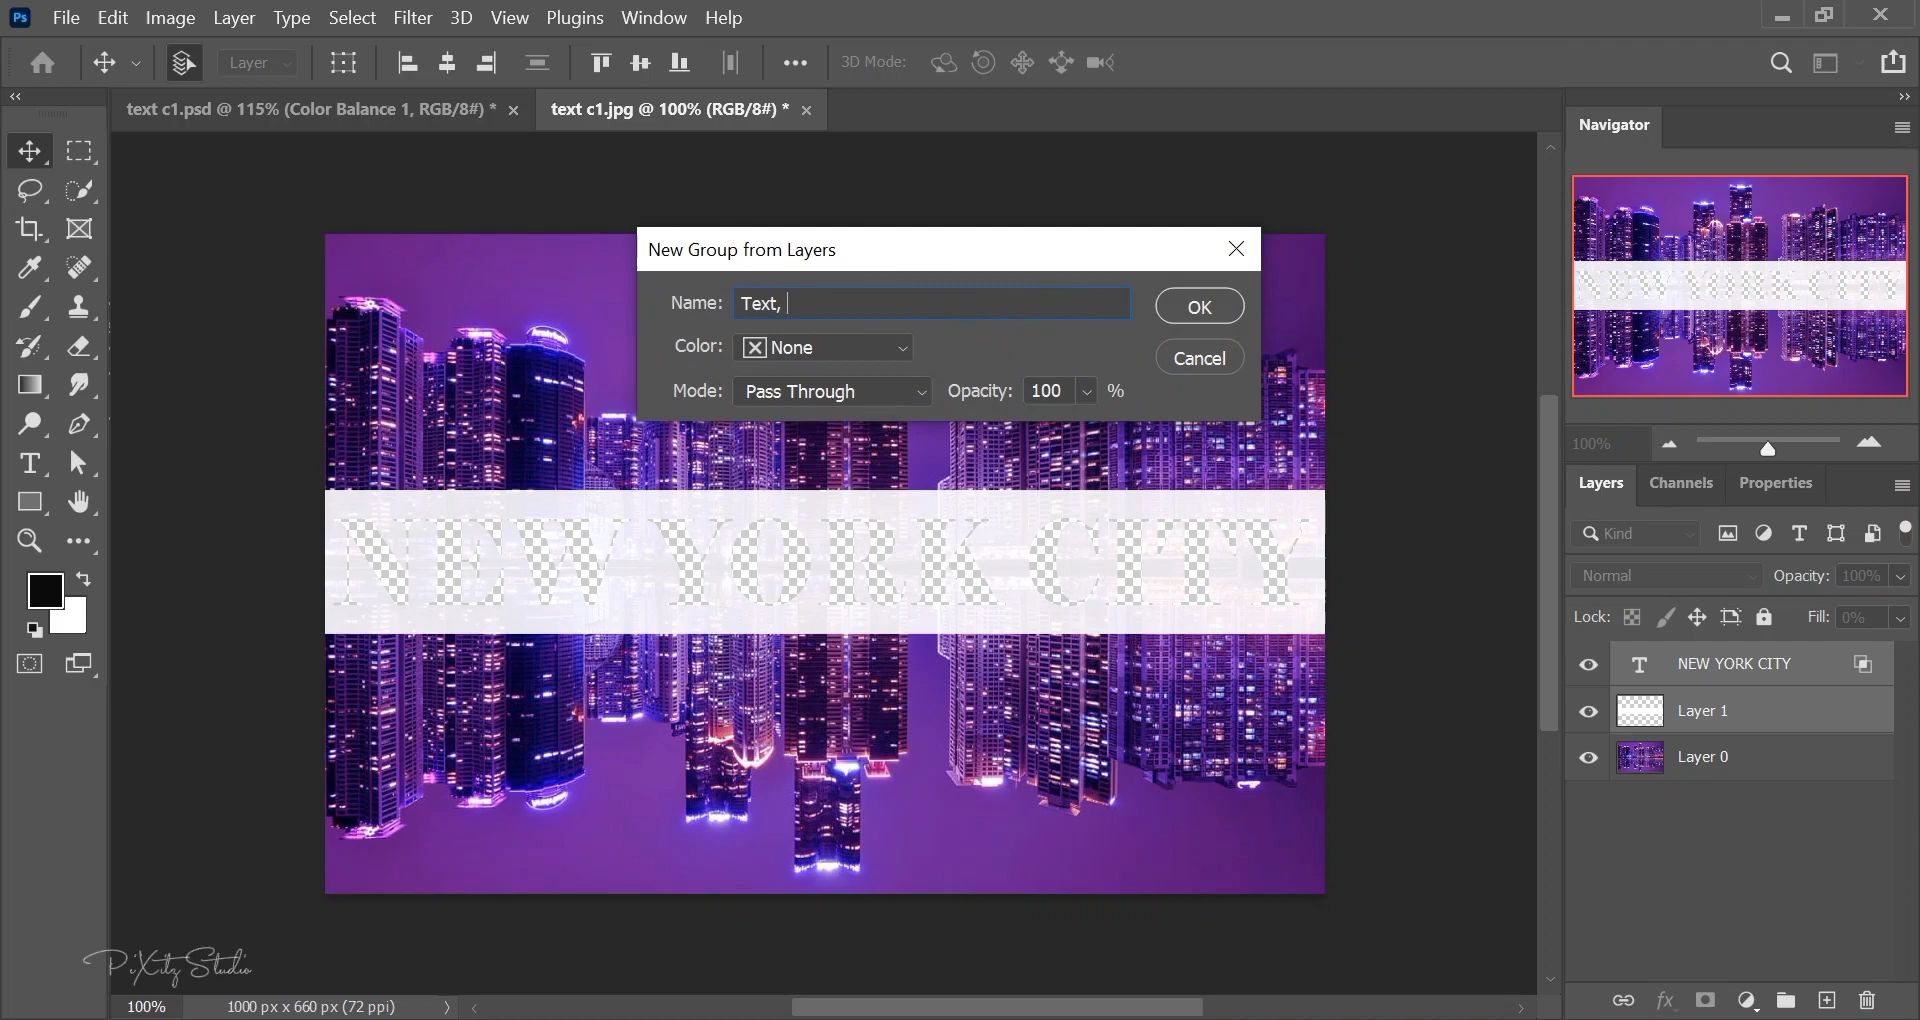 Ps File Edit Image Layer Type Select Filter 3D View Plugins Window Help
Layer 3D Mode:
text c1.psd @ 115% (Color Balance 1, RGB/8#) * text c1.jpg @ 100% (RGB/8#) *
Navigator
New Group from Layers
Name: Text, OK
Color: None
Cancel
Mode: Pass Through Opacity: 100 %
NEW YORK CITY
100%
Layers Channels Properties
Kind
Normal Opacity: 100%
Lock: Fill: 0%
NEW YORK CITY
Layer 1
Layer 0
PiXilz Studio
100% 1000 px x 660 px (72 ppi)
fx